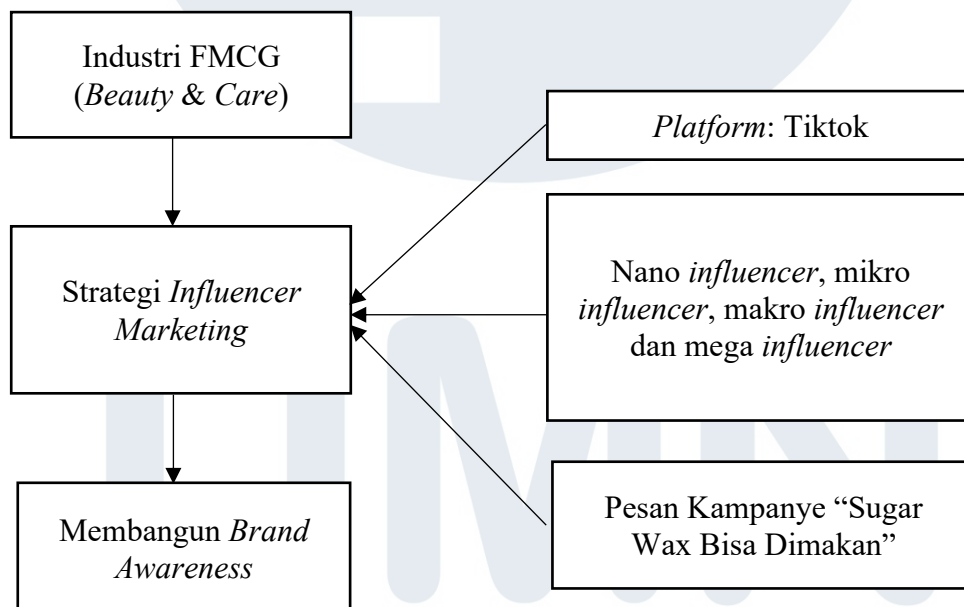 Industri FMCG
(Beauty & Care)
Platform: Tiktok
Strategi Influencer
Marketing
Nano influencer, mikro
influencer, makro influencer
dan mega influencer
Membangun Brand
Awareness
Pesan Kampanye “Sugar
Wax Bisa Dimakan”